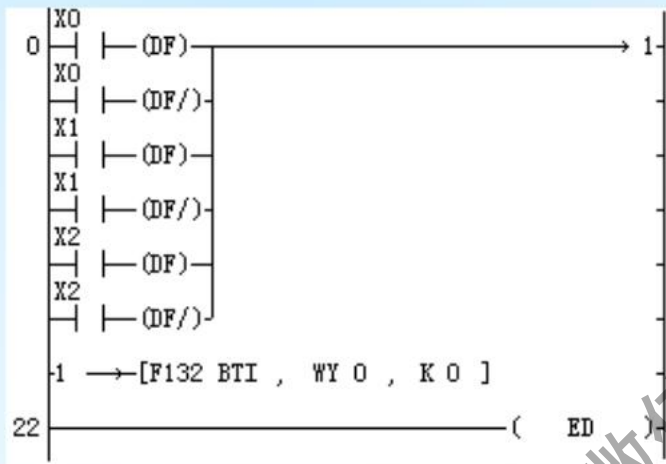 X0
0 (DF) 1
X0
(DF/)
X1
(DF)
X1
(DF/)
X2
(DF)
X2
(DF/)
1 [F132 BTI , WY 0 , K 0 ]
22 ( ED )